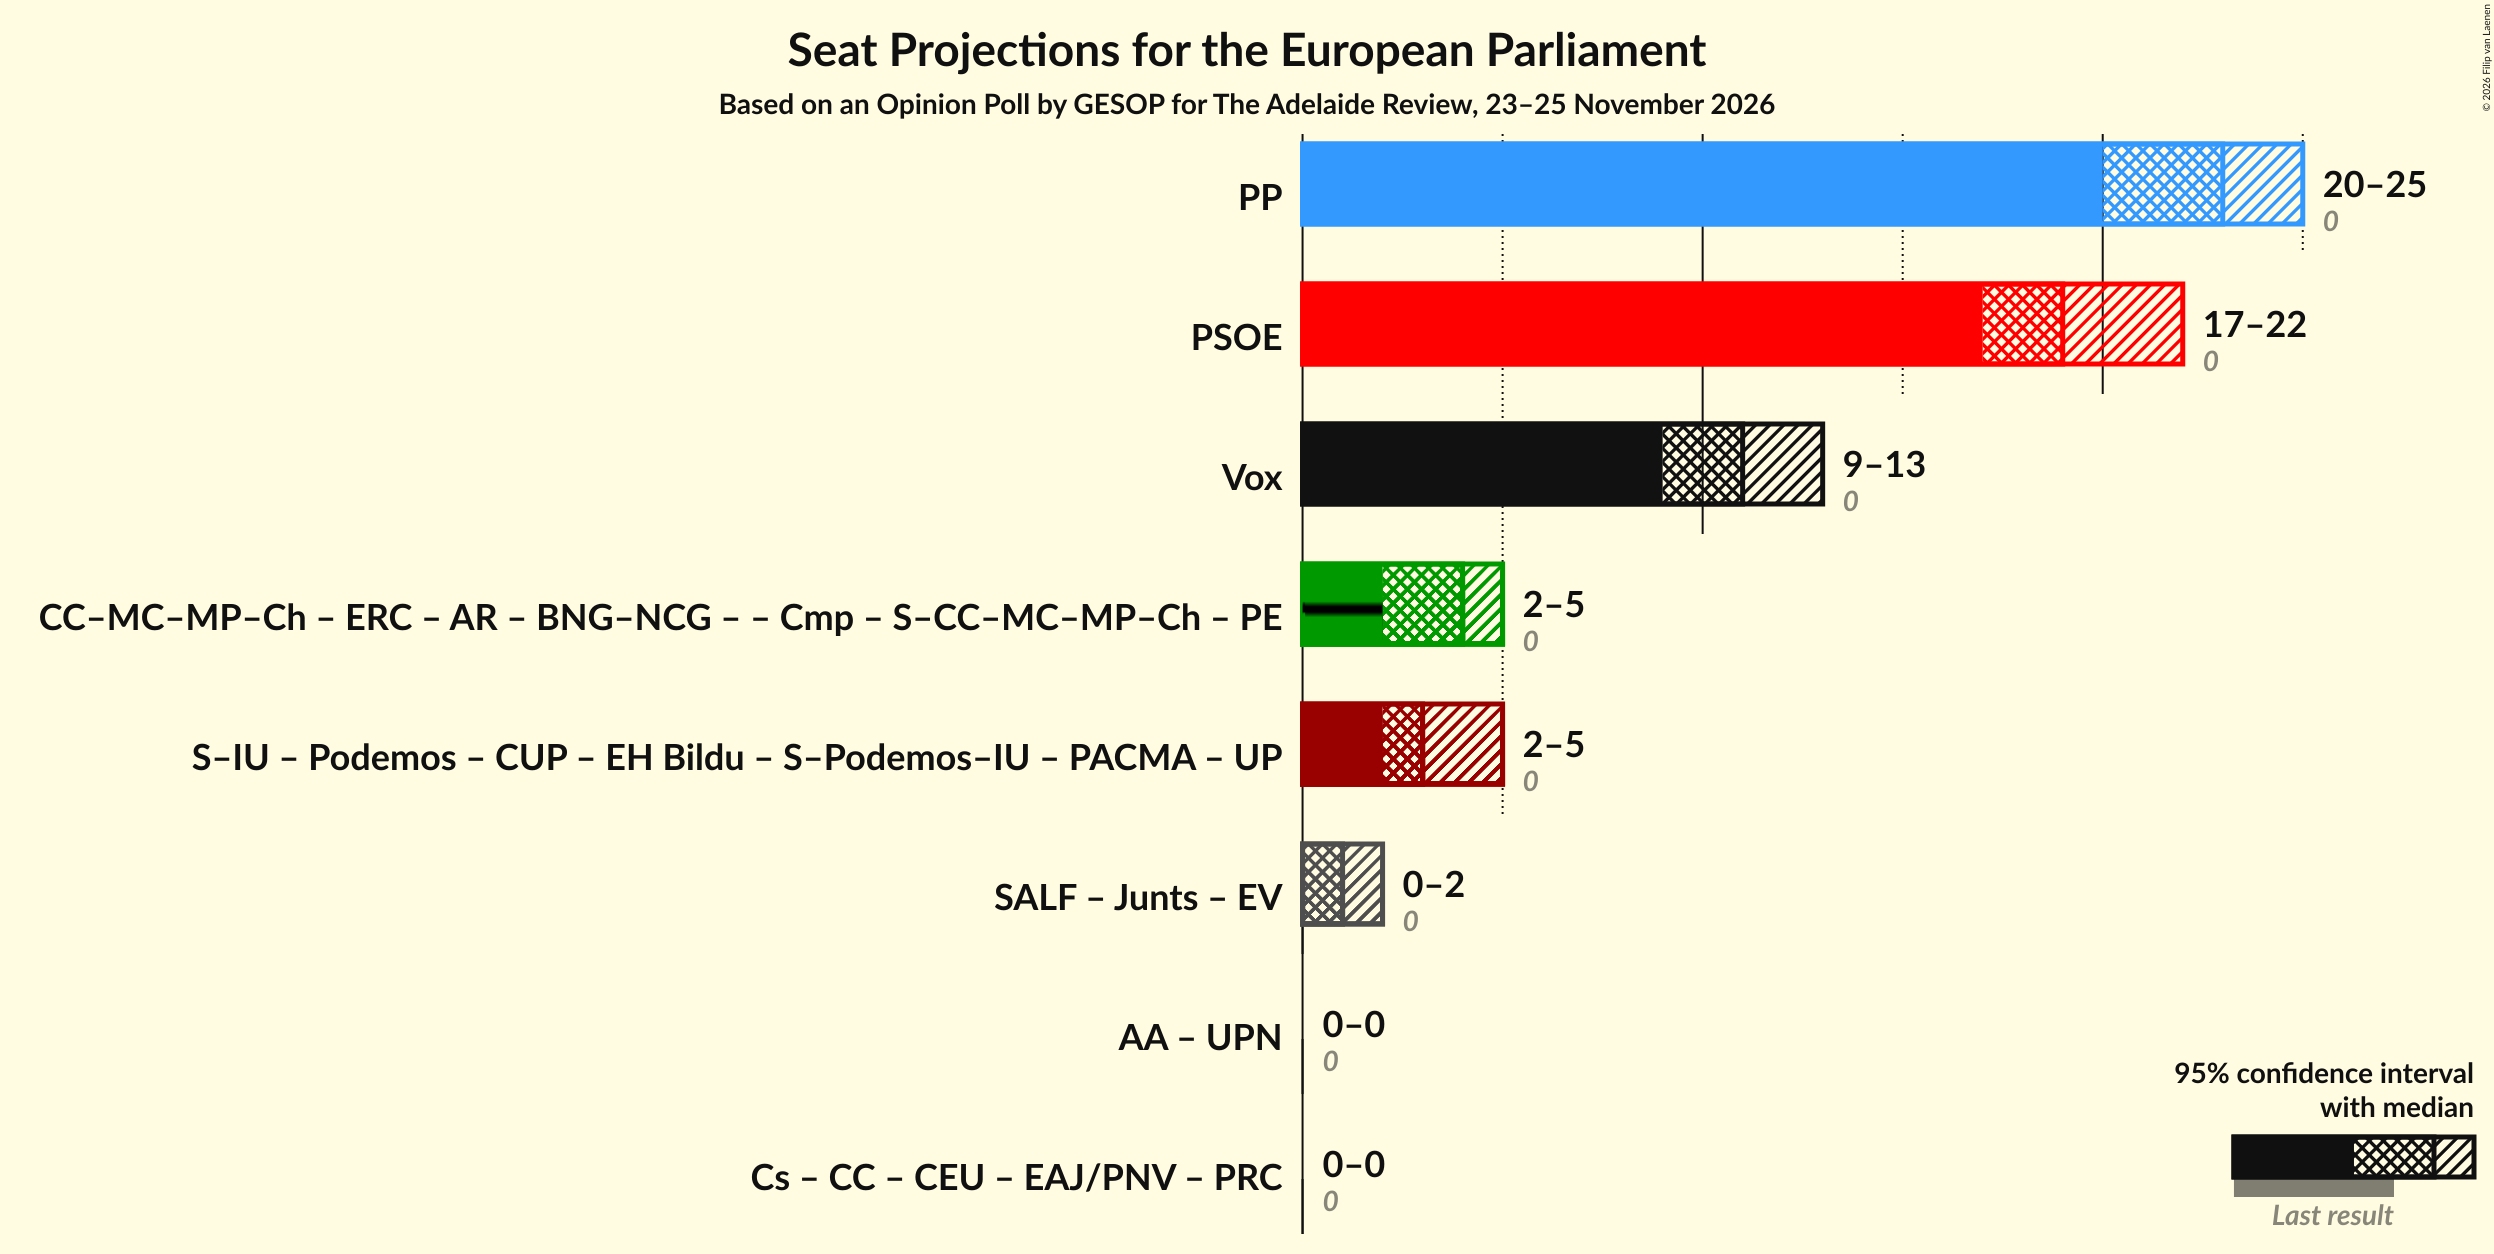 Seat Projections for the European Parliament
Based on an Opinion Poll by GESOP for The Adelaide Review, 23–25 November 2026
© 2026 Filip van Laenen
PP
20–25
0
PSOE
17–22
0
Vox
9–13
0
CC–MC–MP–Ch – ERC – AR – BNG–NCG – – Cmp – S–CC–MC–MP–Ch – PE
2–5
0
S–IU – Podemos – CUP – EH Bildu – S–Podemos–IU – PACMA – UP
2–5
0
SALF – Junts – EV
0–2
0
AA – UPN
0–0
0
Cs – CC – CEU – EAJ/PNV – PRC
0–0
0
95% confidence interval
with median
Last result